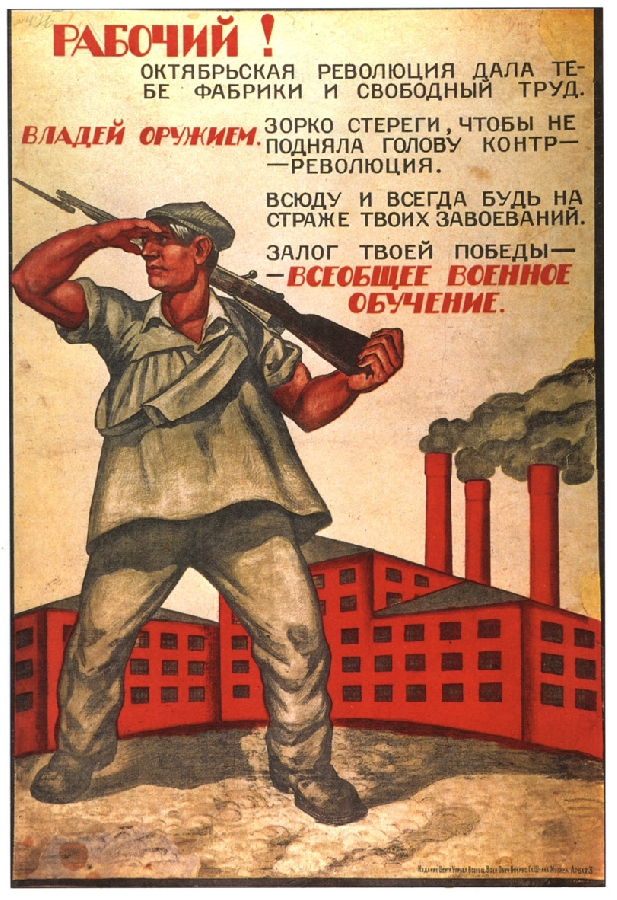 РАБОЧИЙ!
ОКТЯБРЬСКАЯ РЕВОЛЮЦИЯ ДАЛА ТЕ-
БЕ ФАБРИКИ И СВОБОДНЫЙ ТРУД.
ВЛАДЕЙ ОРУЖИЕМ. ЗОРКО СТЕРЕГИ, ЧТОБЫ НЕ
ПОДНЯЛА ГОЛОВУ КОНТР—
—РЕВОЛЮЦИЯ.
ВСЮДУ И ВСЕГДА БУДЬ НА
СТРАЖЕ ТВОИХ ЗАВОЕВАНИЙ.
ЗАЛОГ ТВОЕЙ ПОБЕДЫ—
—ВСЕОБЩЕЕ ВОЕННОЕ
ОБУЧЕНИЕ.